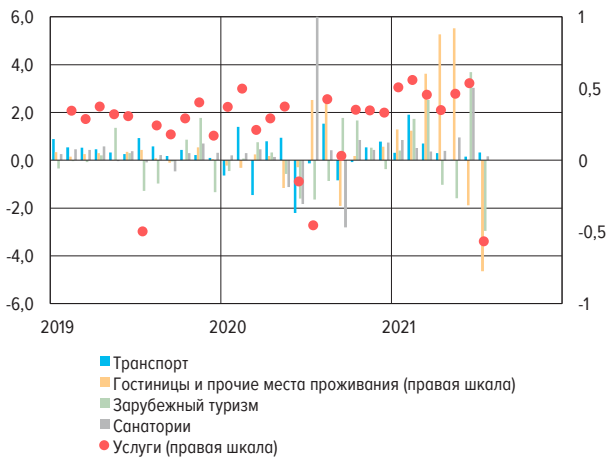 6,0 1
4,0
0,5
2,0
0,0 0
-2,0
-0,5
-4,0
-6,0 -1
2019 2020 2021
Транспорт
Гостиницы и прочие места проживания (правая шкала)
Зарубежный туризм
Санатории
Услуги (правая шкала)